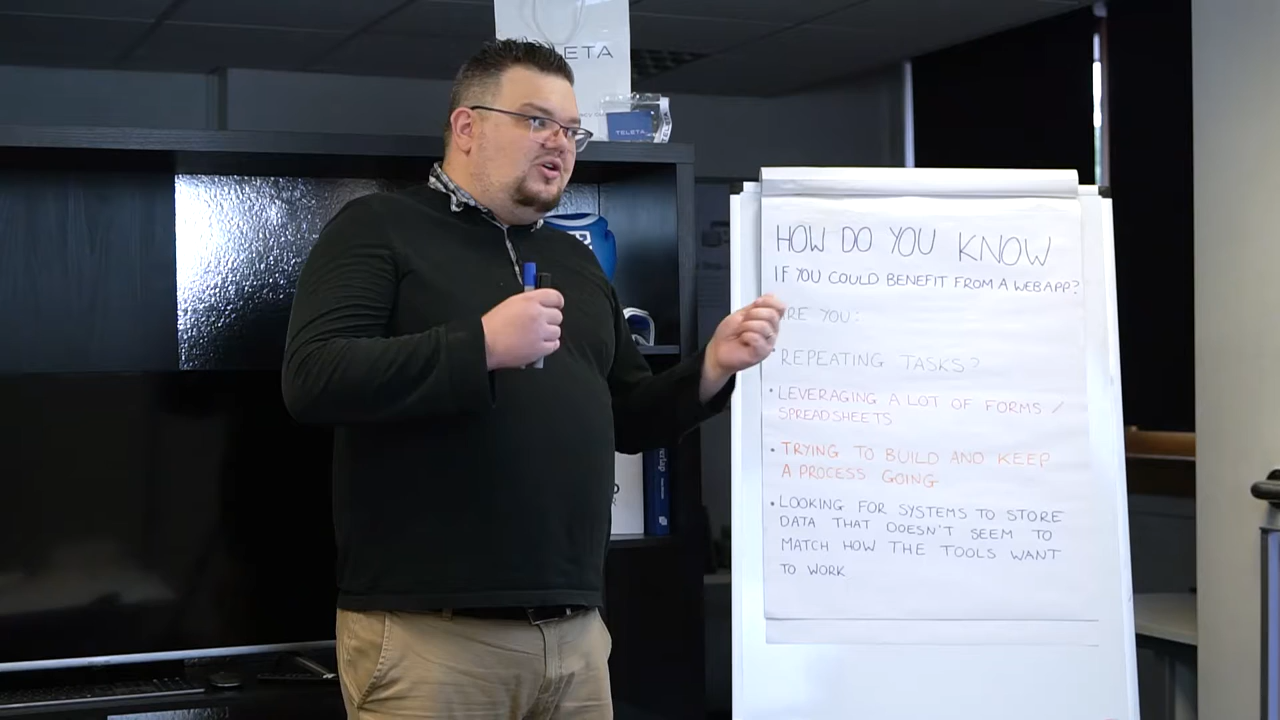 ELETA
TELETA
HOW DO YOU KNOW
IF YOU COULD BENEFIT FROM A WEBAPP?
RE YOU:
• REPEATING TASKS?
• LEVERAGING A LOT OF FORMS /
SPREADSHEETS
• TRYING TO BUILD AND KEEP
A PROCESS GOING
• LOOKING FOR SYSTEMS TO STORE
DATA THAT DOESN'T SEEM TO
MATCH HOW THE TOOLS WANT
TO WORK